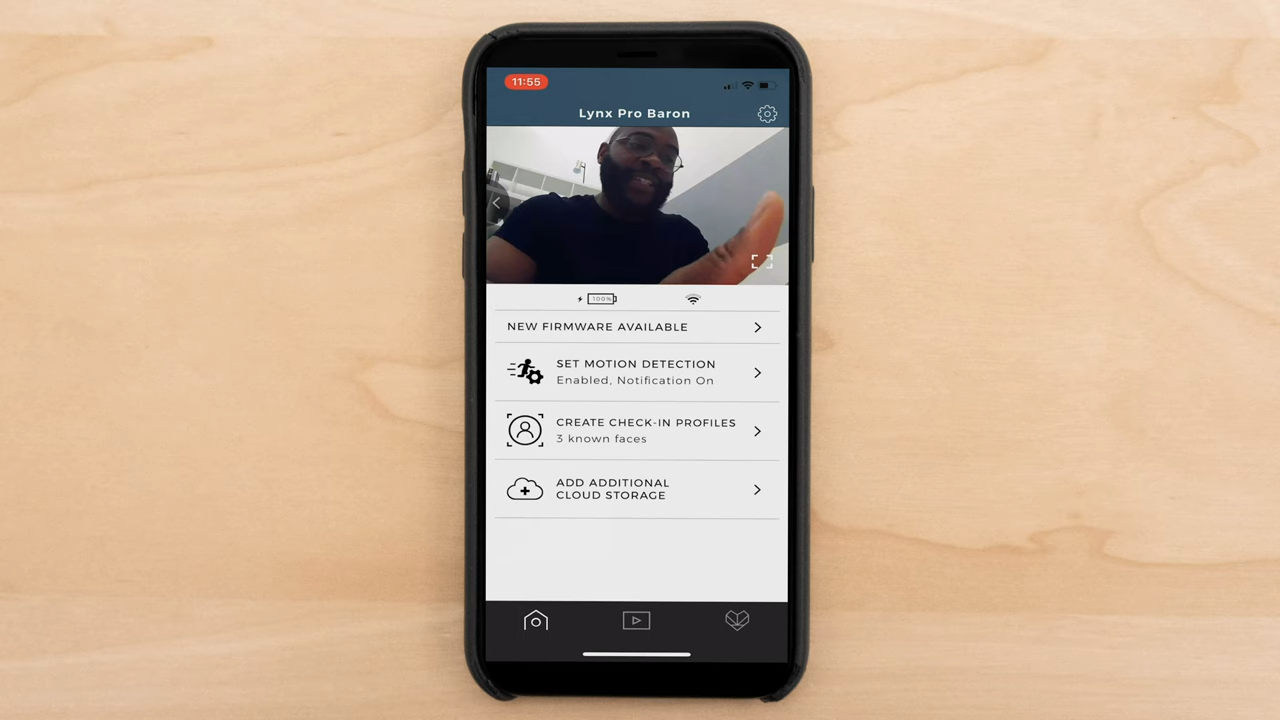 11:55
Lynx Pro Baron
100%
NEW FIRMWARE AVAILABLE
SET MOTION DETECTION
Enabled, Notification On
CREATE CHECK-IN PROFILES
3 known faces
ADD ADDITIONAL
CLOUD STORAGE